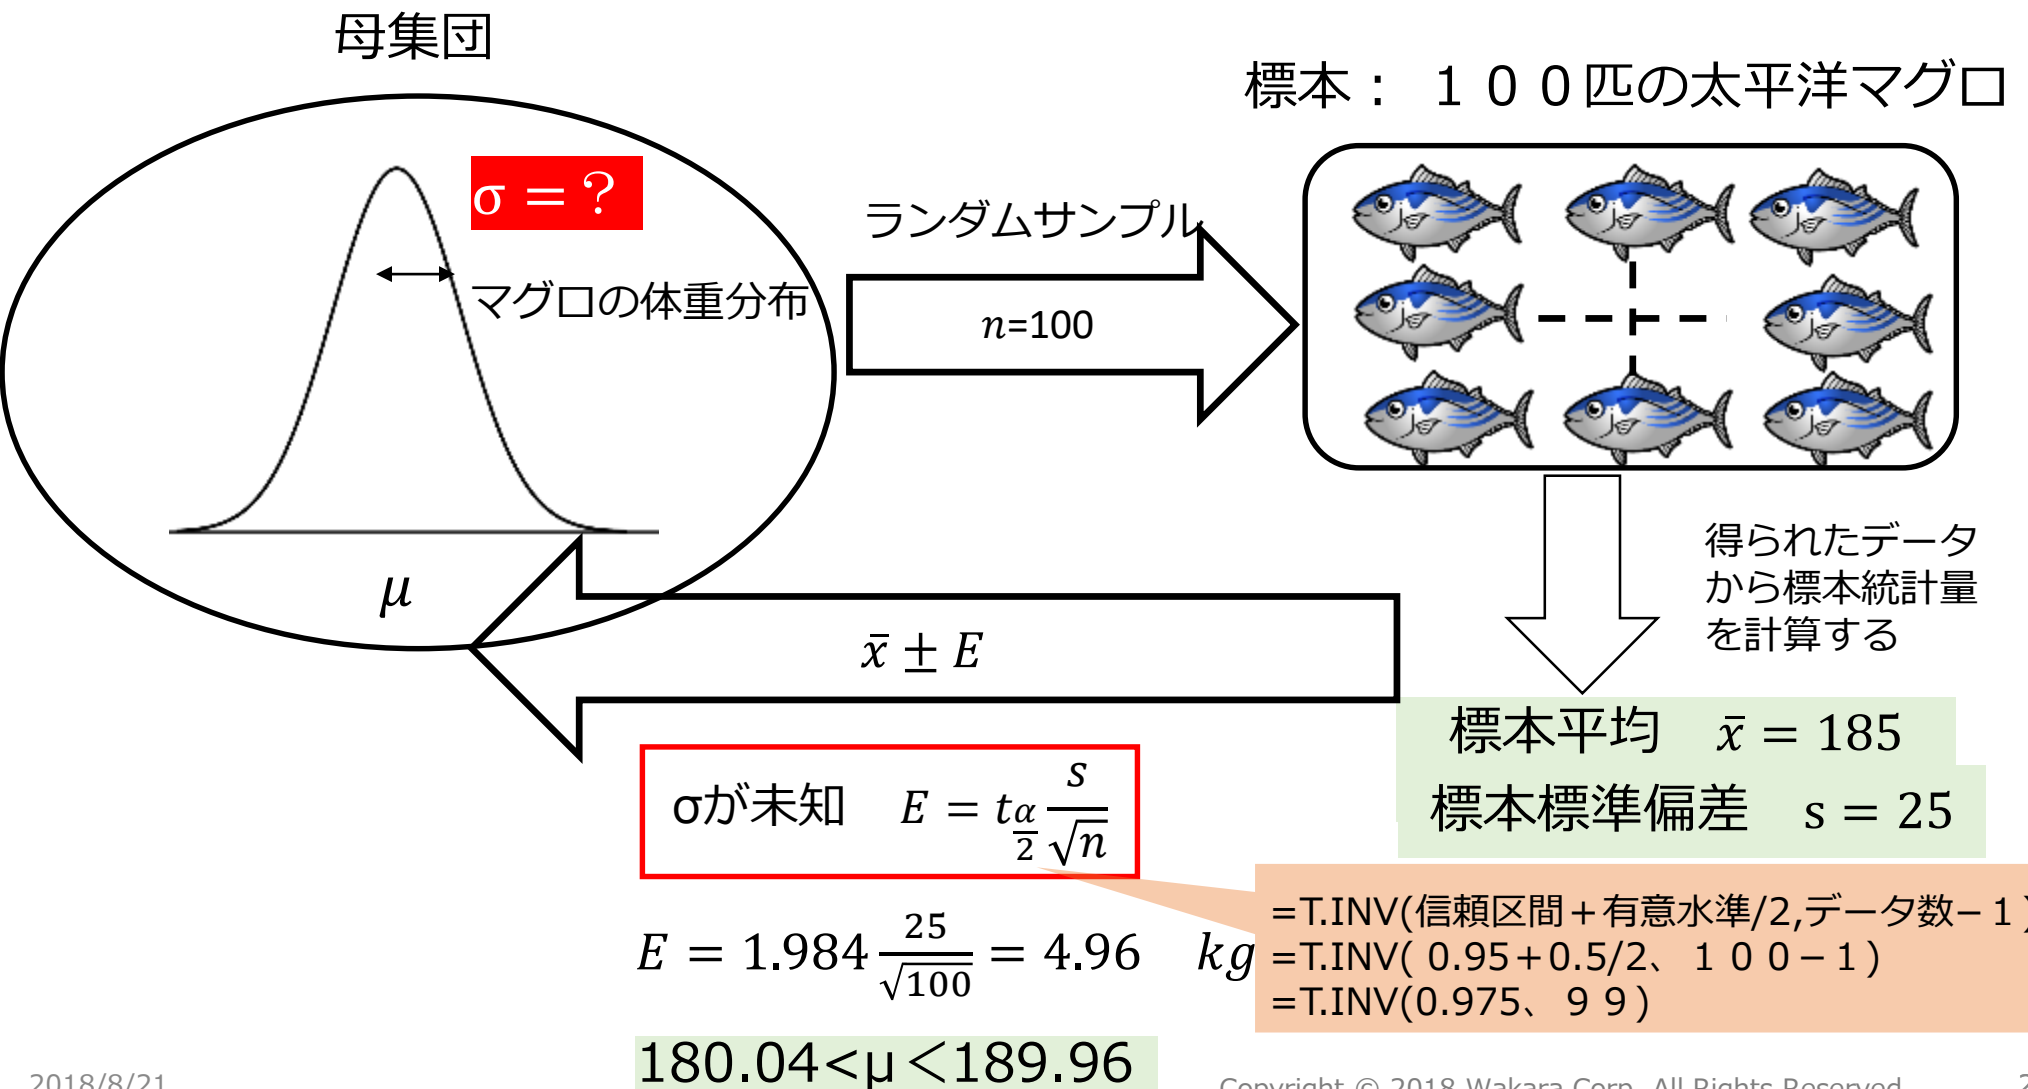 母集団
標本： １００匹の太平洋マグロ
σ＝？
マグロの体重分布
μ
ランダムサンプル
n=100
得られたデータ
から標本統計量
を計算する
x̄ ± E
標本平均　x̄ = 185
標本標準偏差　s = 25
σが未知　E = t_{α/2} s/√n
=T.INV(信頼区間＋有意水準/2,データ数−１)
=T.INV( 0.95+0.5/2、１００−１)
=T.INV(0.975、９９)
E = 1.984 25/√100 = 4.96　kg
180.04<μ＜189.96
2018/8/21
Copyright © 2018 Wakara Corp. All Rights Reserved